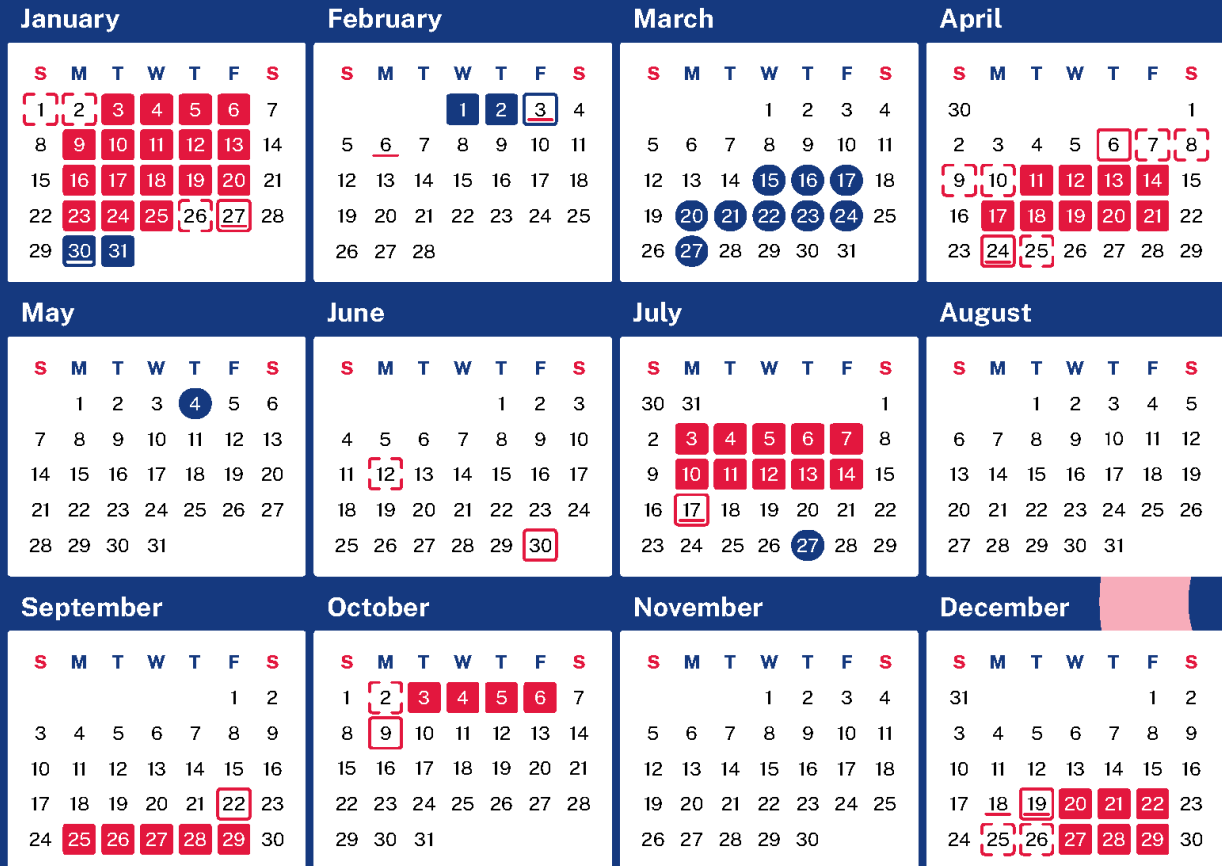 January February March April
S M T W T F S S M T W T F S S M T W T F S S M T W T F S
1 2 3 4 5 6 7 1 2 3 4 1 2 3 4 30 1
8 9 10 11 12 13 14 5 6 7 8 9 10 11 5 6 7 8 9 10 11 2 3 4 5 6 7 8
15 16 17 18 19 20 21 12 13 14 15 16 17 18 12 13 14 15 16 17 18 9 10 11 12 13 14 15
22 23 24 25 26 27 28 19 20 21 22 23 24 25 19 20 21 22 23 24 25 16 17 18 19 20 21 22
29 30 31 26 27 28 26 27 28 29 30 31 23 24 25 26 27 28 29
May June July August
S M T W T F S S M T W T F S S M T W T F S S M T W T F S
1 2 3 4 5 6 1 2 3 30 31 1 1 2 3 4 5
7 8 9 10 11 12 13 4 5 6 7 8 9 10 2 3 4 5 6 7 8 6 7 8 9 10 11 12
14 15 16 17 18 19 20 11 12 13 14 15 16 17 9 10 11 12 13 14 15 13 14 15 16 17 18 19
21 22 23 24 25 26 27 18 19 20 21 22 23 24 16 17 18 19 20 21 22 20 21 22 23 24 25 26
28 29 30 31 25 26 27 28 29 30 23 24 25 26 27 28 29 27 28 29 30 31
September October November December
S M T W T F S S M T W T F S S M T W T F S S M T W T F S
1 2 1 2 3 4 5 6 7 1 2 3 4 31 1 2
3 4 5 6 7 8 9 8 9 10 11 12 13 14 5 6 7 8 9 10 11 3 4 5 6 7 8 9
10 11 12 13 14 15 16 15 16 17 18 19 20 21 12 13 14 15 16 17 18 10 11 12 13 14 15 16
17 18 19 20 21 22 23 22 23 24 25 26 27 28 19 20 21 22 23 24 25 17 18 19 20 21 22 23
24 25 26 27 28 29 30 29 30 31 26 27 28 29 30 24 25 26 27 28 29 30